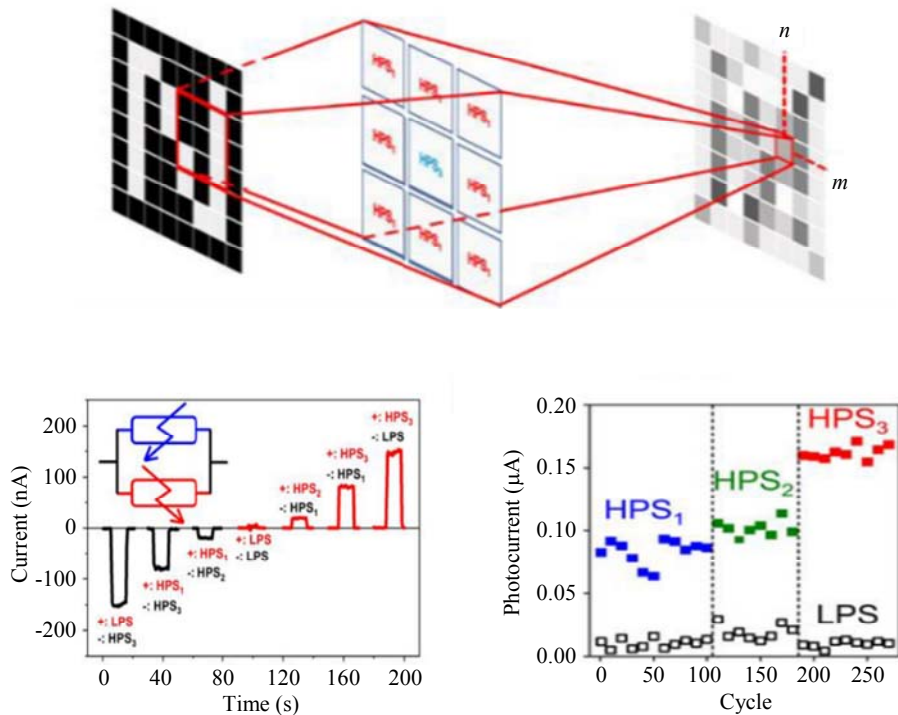 n
m
HPS₁
HPS₁
HPS₁
HPS₁
HPS₃
HPS₁
HPS₁
HPS₁
HPS₁
Current (nA)
200
100
0
-100
-200
+: LPS
-: HPS₃
+: HPS₁
-: HPS₃
+: HPS₁
-: HPS₂
+: LPS
-: LPS
+: HPS₂
-: HPS₁
+: HPS₃
-: HPS₁
+: HPS₃
-: LPS
0 40 80 120 160 200
Time (s)
Photocurrent (µA)
0.20
0.15
0.10
0.05
0.00
HPS₁
HPS₂
HPS₃
LPS
0 50 100 150 200 250
Cycle